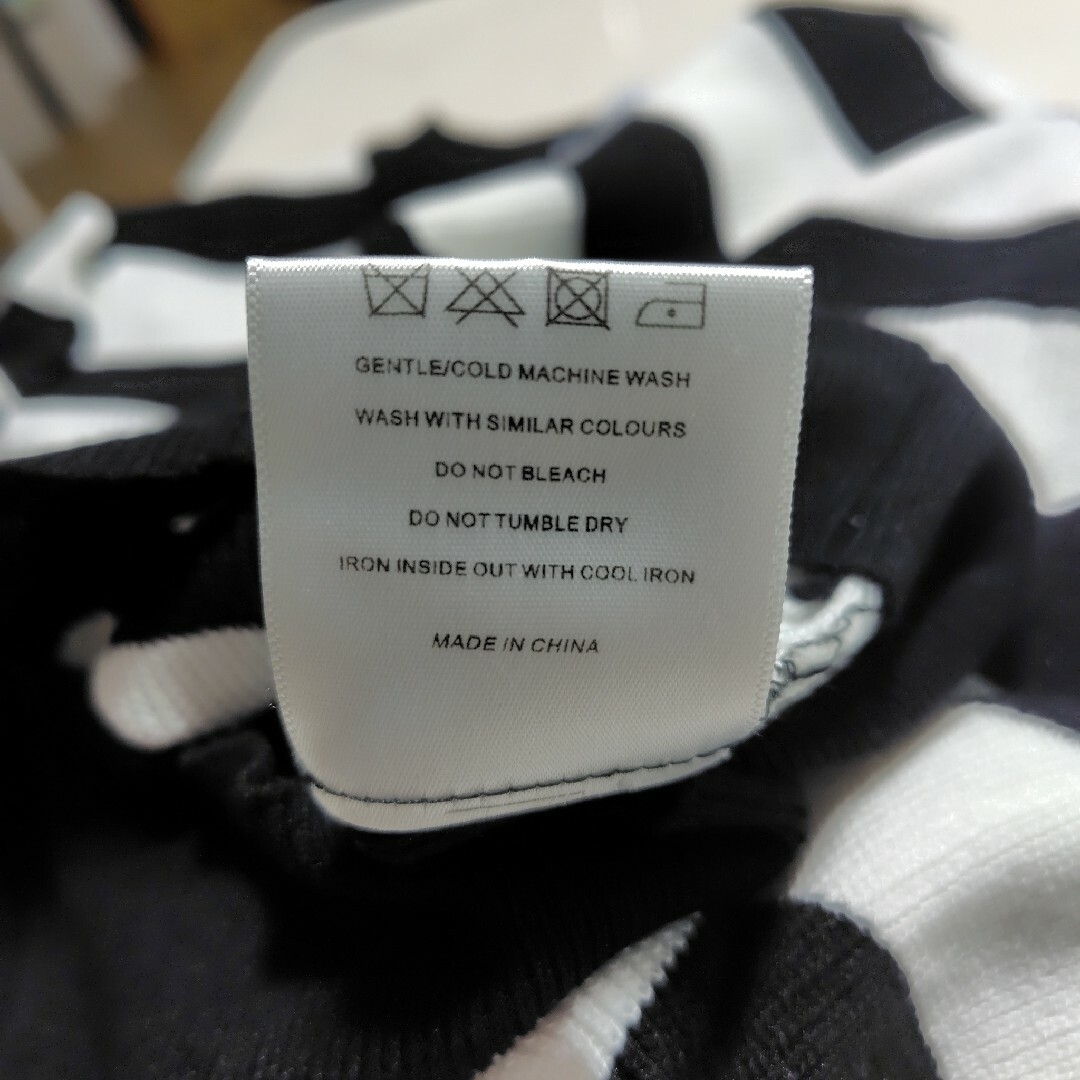 GENTLE/COLD MACHINE WASH
WASH WITH SIMILAR COLOURS
DO NOT BLEACH
DO NOT TUMBLE DRY
IRON INSIDE OUT WITH COOL IRON
MADE IN CHINA